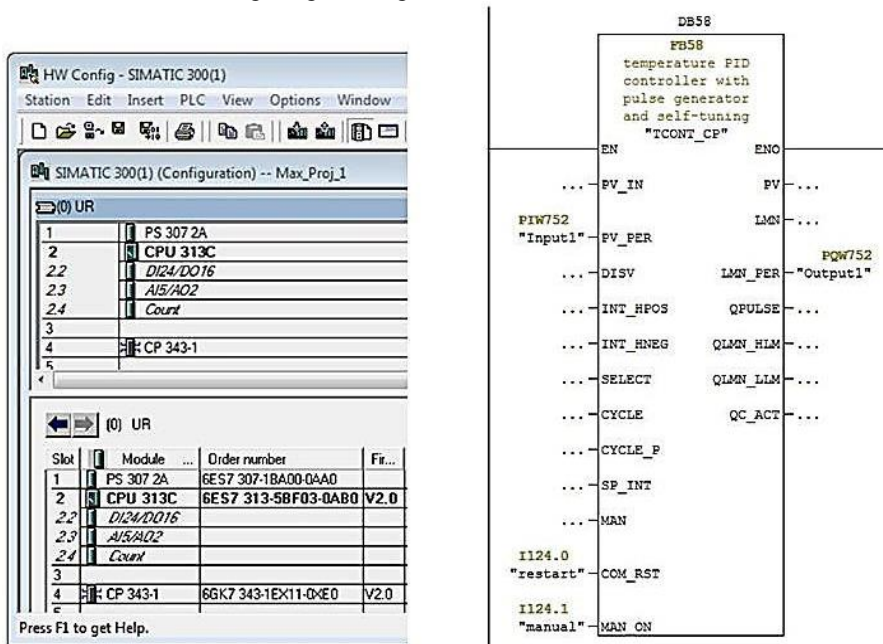 HW Config - SIMATIC 300(1)
Station Edit Insert PLC View Options Window
SIMATIC 300(1) (Configuration) -- Max_Proj_1
(0) UR
1 PS 307 2A
2 CPU 313C
2.2 DI24/DO16
2.3 AI5/AO2
2.4 Count
3
4 CP 343-1
5
(0) UR
Slot Module ... Order number Fir...
1 PS 307 2A 6ES7 307-1BA00-0AA0
2 CPU 313C 6ES7 313-5BF03-0AB0 V2.0
2.2 DI24/DO16
2.3 AI5/AO2
2.4 Count
3
4 CP 343-1 6GK7 343-1EX11-0XE0 V2.0
Press F1 to get Help.
DB58
FB58
temperature PID
controller with
pulse generator
and self-tuning
"TCONT_CP"
EN ENO
... PV_IN PV ...
PIW752 LMN ...
"Input1" PV_PER
PQW752
... DISV LMN_PER "Output1"
... INT_HPOS QPULSE ...
... INT_HNEG QLMN_HLM ...
... SELECT QLMN_LLM ...
... CYCLE QC_ACT ...
... CYCLE_P
... SP_INT
... MAN
I124.0
"restart" COM_RST
I124.1
"manual" MAN_ON